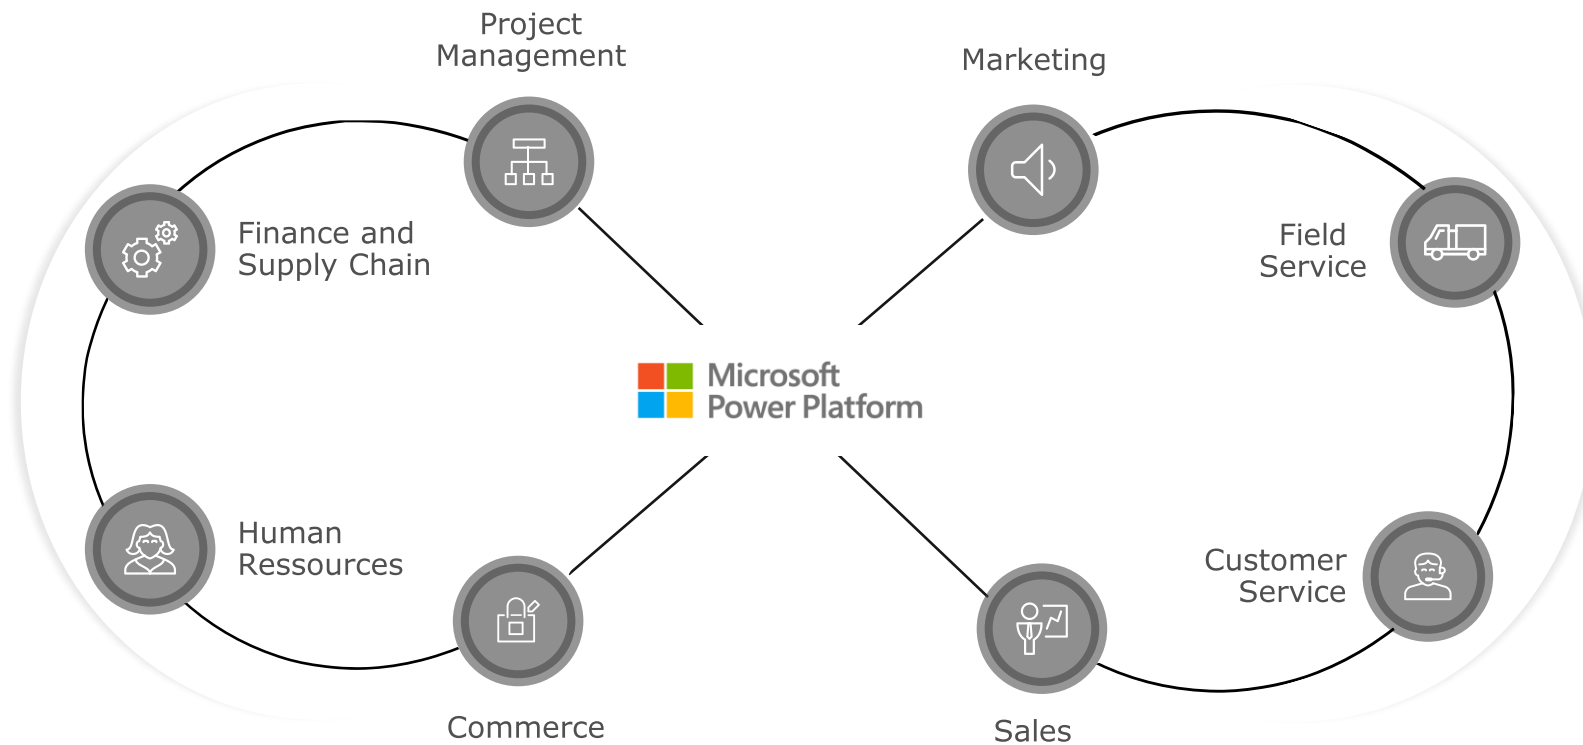 Project
Management
Marketing
Finance and
Supply Chain
Field
Service
Microsoft
Power Platform
Human
Ressources
Customer
Service
Commerce
Sales